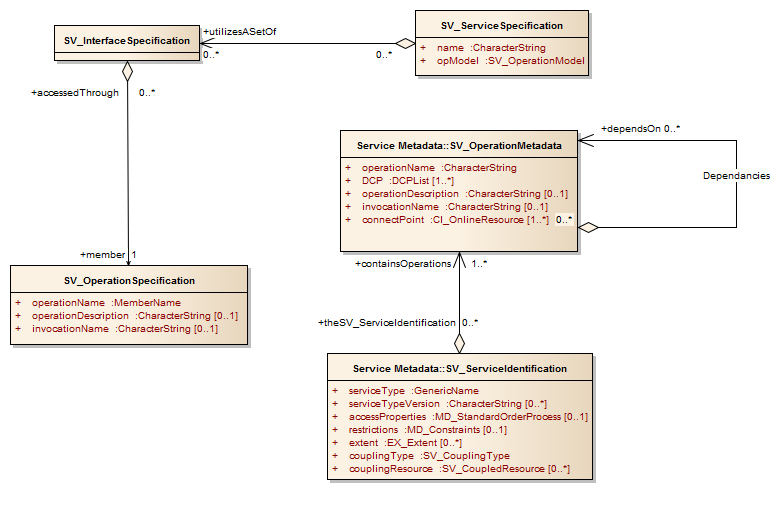 SV_ServiceSpecification
+ name :CharacterString
+ opModel :SV_OperationModel
+utilizesASetOf
0..*
0..*
SV_InterfaceSpecification
+accessedThrough 0..*
+member 1
SV_OperationSpecification
+ operationName :MemberName
+ operationDescription :CharacterString [0..1]
+ invocationName :CharacterString [0..1]
+dependsOn 0..*
Dependancies
Service Metadata::SV_OperationMetadata
+ operationName :CharacterString
+ DCP :DCPList [1..*]
+ operationDescription :CharacterString [0..1]
+ invocationName :CharacterString [0..1]
+ connectPoint :CI_OnlineResource [1..*] 0..*
+containsOperations 1..*
+theSV_ServiceIdentification 0..*
Service Metadata::SV_ServiceIdentification
+ serviceType :GenericName
+ serviceTypeVersion :CharacterString [0..*]
+ accessProperties :MD_StandardOrderProcess [0..1]
+ restrictions :MD_Constraints [0..1]
+ extent :EX_Extent [0..*]
+ couplingType :SV_CouplingType
+ couplingResource :SV_CoupledResource [0..*]